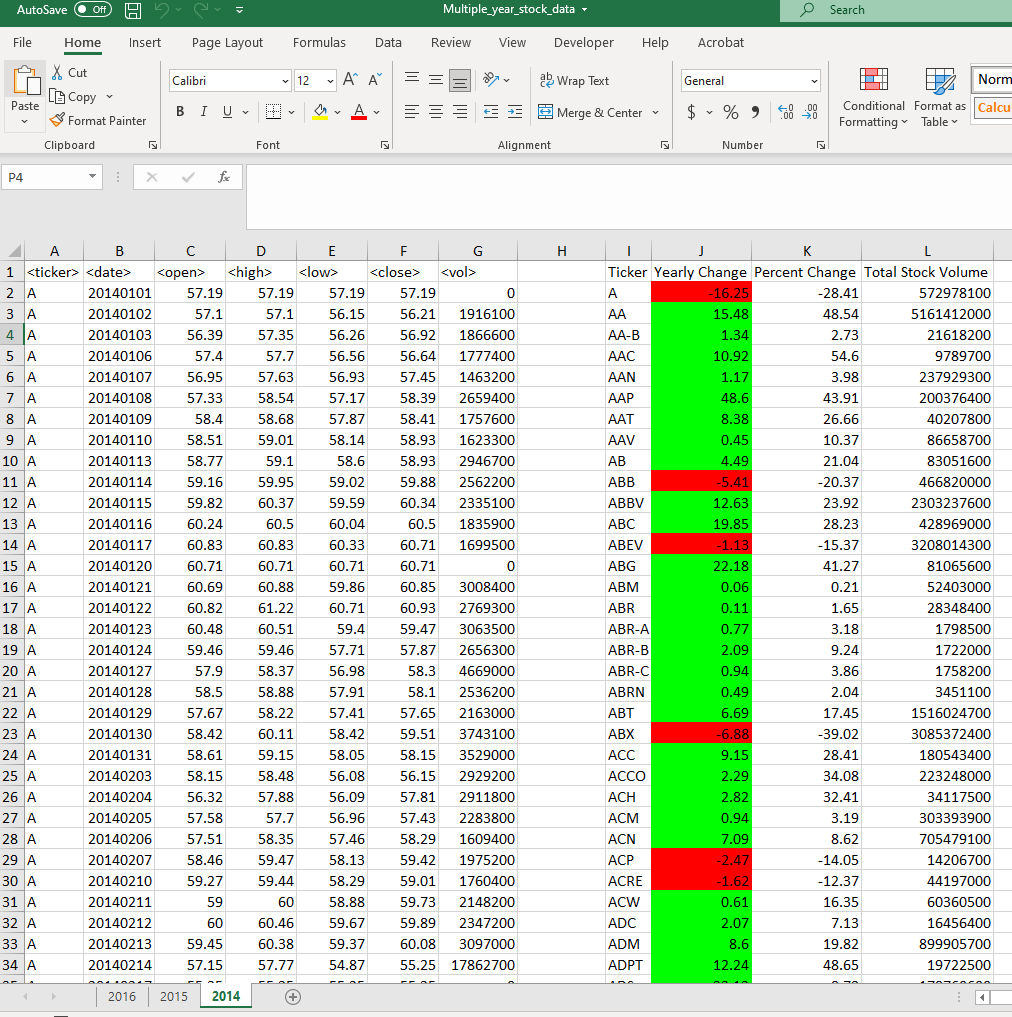 AutoSave Off Multiple_year_stock_data Search
File Home Insert Page Layout Formulas Data Review View Developer Help Acrobat
Paste
Cut
Copy
Format Painter
Clipboard
Calibri 12 A A
B I U A
Font
ab Wrap Text
Merge & Center
Alignment
General
$ % 9 .00 .00
Number
Conditional Formatting
Format as Table
Norm
Calcu
P4 fx
A B C D E F G H I J K L
1 <ticker> <date> <open> <high> <low> <close> <vol> Ticker Yearly Change Percent Change Total Stock Volume
2 A 20140101 57.19 57.19 57.19 57.19 0 A -16.25 -28.41 572978100
3 A 20140102 57.1 57.1 56.15 56.21 1916100 AA 15.48 48.54 5161412000
4 A 20140103 56.39 57.35 56.26 56.92 1866600 AA-B 1.34 2.73 21618200
5 A 20140106 57.4 57.7 56.56 56.64 1777400 AAC 10.92 54.6 9789700
6 A 20140107 56.95 57.63 56.93 57.45 1463200 AAN 1.17 3.98 237929300
7 A 20140108 57.33 58.54 57.17 58.39 2659400 AAP 48.6 43.91 200376400
8 A 20140109 58.4 58.68 57.87 58.41 1757600 AAT 8.38 26.66 40207800
9 A 20140110 58.51 59.01 58.14 58.93 1623300 AAV 0.45 10.37 86658700
10 A 20140113 58.77 59.1 58.6 58.93 2946700 AB 4.49 21.04 83051600
11 A 20140114 59.16 59.95 59.02 59.88 2562200 ABB -5.41 -20.37 466820000
12 A 20140115 59.82 60.37 59.59 60.34 2335100 ABBV 12.63 23.92 2303237600
13 A 20140116 60.24 60.5 60.04 60.5 1835900 ABC 19.85 28.23 428969000
14 A 20140117 60.83 60.83 60.33 60.71 1699500 ABEV -1.13 -15.37 3208014300
15 A 20140120 60.71 60.71 60.71 60.71 0 ABG 22.18 41.27 81065600
16 A 20140121 60.69 60.88 59.86 60.85 3008400 ABM 0.06 0.21 52403000
17 A 20140122 60.82 61.22 60.71 60.93 2769300 ABR 0.11 1.65 28348400
18 A 20140123 60.48 60.51 59.4 59.47 3063500 ABR-A 0.77 3.18 1798500
19 A 20140124 59.46 59.46 57.71 57.87 2656300 ABR-B 2.09 9.24 1722000
20 A 20140127 57.9 58.37 56.98 58.3 4669000 ABR-C 0.94 3.86 1758200
21 A 20140128 58.5 58.88 57.91 58.1 2536200 ABRN 0.49 2.04 3451100
22 A 20140129 57.67 58.22 57.41 57.65 2163000 ABT 6.69 17.45 1516024700
23 A 20140130 58.42 60.11 58.42 59.51 3743100 ABX -6.88 -39.02 3085372400
24 A 20140131 58.61 59.15 58.05 58.15 3529000 ACC 9.15 28.41 180543400
25 A 20140203 58.15 58.48 56.08 56.15 2929200 ACCO 2.29 34.08 223248000
26 A 20140204 56.32 57.88 56.09 57.81 2911800 ACH 2.82 32.41 34117500
27 A 20140205 57.58 57.7 56.96 57.43 2283800 ACM 0.94 3.19 303393900
28 A 20140206 57.51 58.35 57.46 58.29 1609400 ACN 7.09 8.62 705479100
29 A 20140207 58.46 59.47 58.13 59.42 1975200 ACP -2.47 -14.05 14206700
30 A 20140210 59.27 59.44 58.29 59.01 1760400 ACRE -1.62 -12.37 44197000
31 A 20140211 59 60 58.88 59.73 2148200 ACW 0.61 16.35 60360500
32 A 20140212 60 60.46 59.67 59.89 2347200 ADC 2.07 7.13 16456400
33 A 20140213 59.45 60.38 59.37 60.08 3097000 ADM 8.6 19.82 899905700
34 A 20140214 57.15 57.77 54.87 55.25 17862700 ADPT 12.24 48.65 19722500
2016 2015 2014